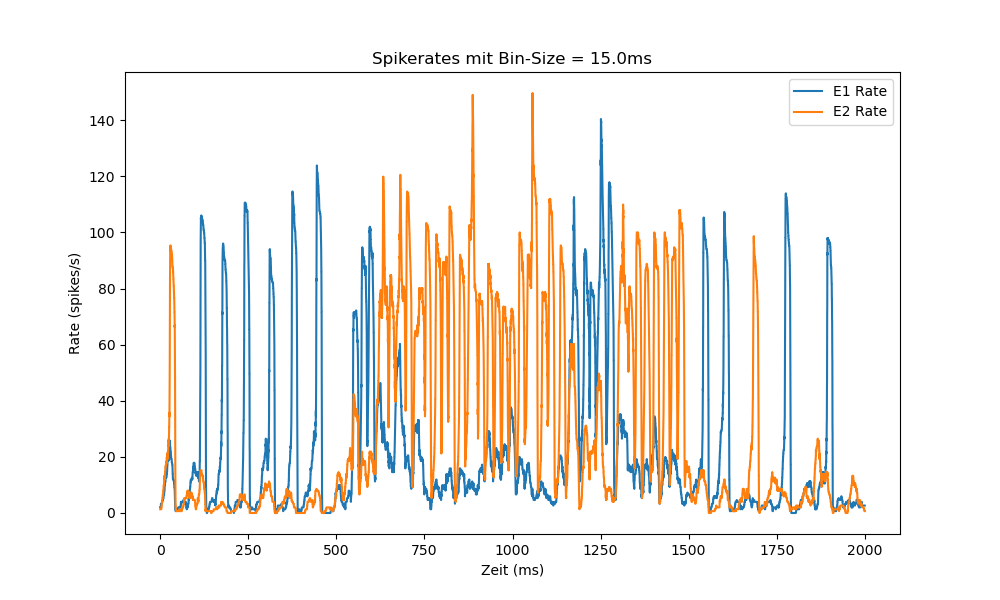 Spikerates mit Bin-Size = 15.0ms
E1 Rate
E2 Rate
140
120
100
80
60
40
20
0
Rate (spikes/s)
0 250 500 750 1000 1250 1500 1750 2000
Zeit (ms)